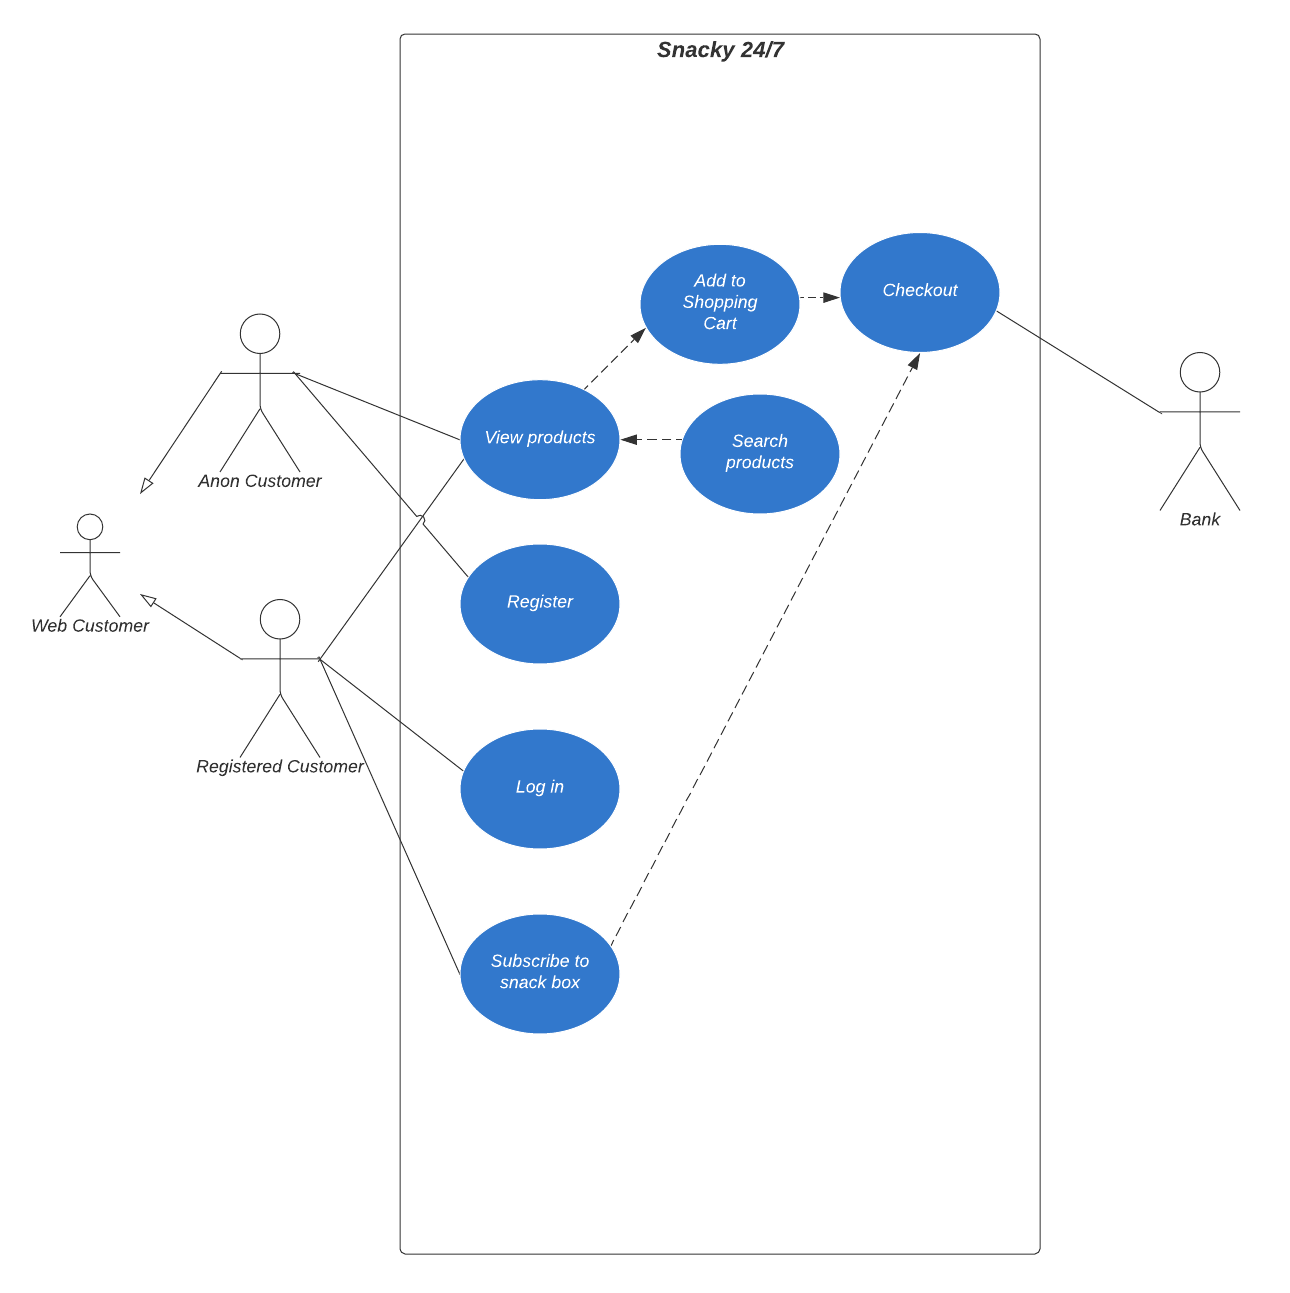 Snacky 24/7
Add to
Shopping
Cart
Checkout
View products
Search
products
Anon Customer
Bank
Register
Web Customer
Registered Customer
Log in
Subscribe to
snack box